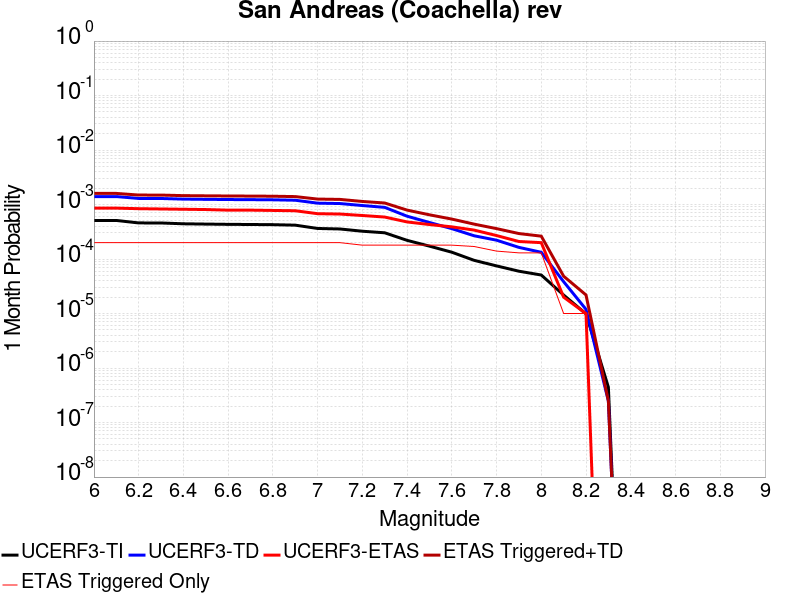 San Andreas (Coachella) rev
10 0
10 -1
10 -2
10 -3
10 -4
10 -5
10 -6
10 -7
10 -8
1 Month Probability
6 6.2 6.4 6.6 6.8 7 7.2 7.4 7.6 7.8 8 8.2 8.4 8.6 8.8 9
Magnitude
UCERF3-TI UCERF3-TD UCERF3-ETAS ETAS Triggered+TD
ETAS Triggered Only